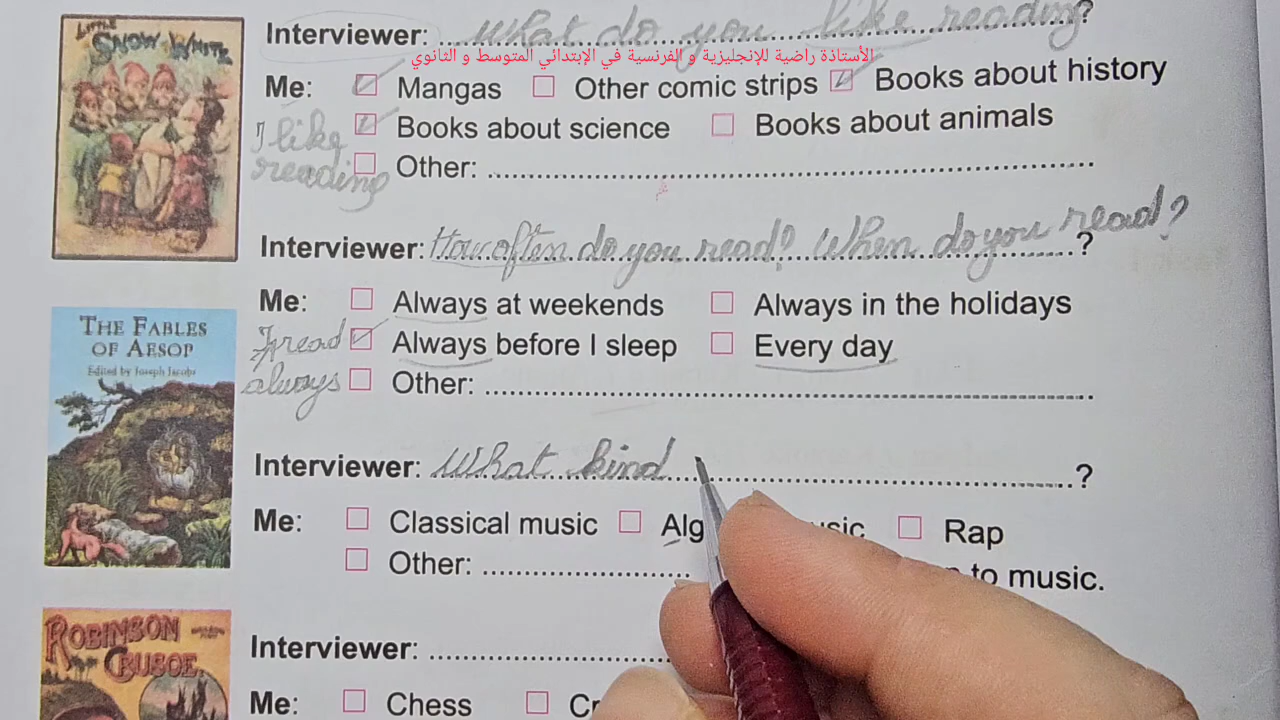 LITTLE
SNOW WHITE
Interviewer: What do you like reading ?
الأستاذة راضية للإنجليزية و الفرنسية في الإبتدائي المتوسط و الثانوي
Me: Mangas Other comic strips Books about history
I like Books about science Books about animals
reading Other:
Interviewer: How often do you read? When do you read? ?
Me: Always at weekends Always in the holidays
I read Always before I sleep Every day
always Other:
THE FABLES
OF AESOP
Edited by Joseph Jacobs
Interviewer: What kind ?
Me: Classical music Rap
Other: to music.
ROBINSON
CRUSOE
Interviewer:
Me: Chess